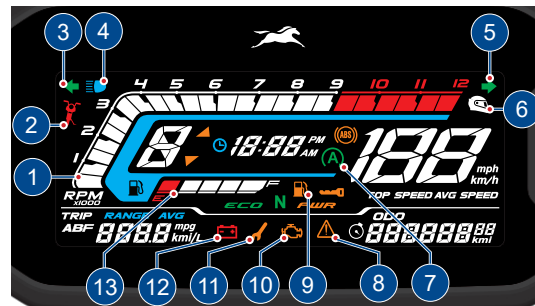 3 4 5
4 5 6 7 8 9 10 11 12
3
2 6
2
8 18:88 PM AM (ABS) 188
1 1
(A) mph
km/h
RPM
x1000
E F
TOP SPEED AVG SPEED
ECO N PWR
TRIP RANGE AVG ODO
ABF 888.8 mpg
kmi/L
888888.88
kmi
13 12 11 10 9 8 7